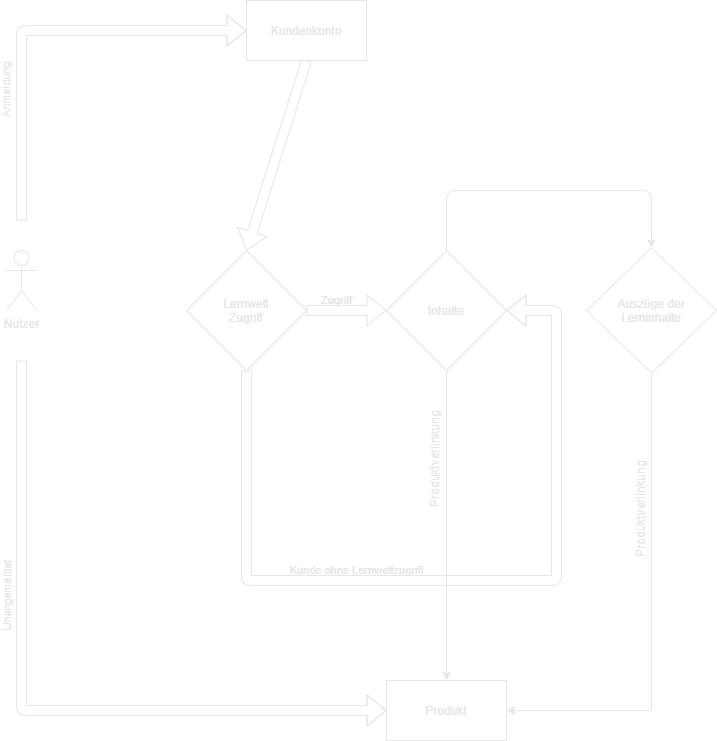 Kundenkonto
Anmeldung
Nutzer
Lernwelt
Zugriff
Zugriff
Inhalte
Auszüge der
Lerninhalte
Produktverlinkung
Produktverlinkung
Kunde ohne Lernweltzugriff
Unangemeldet
Produkt